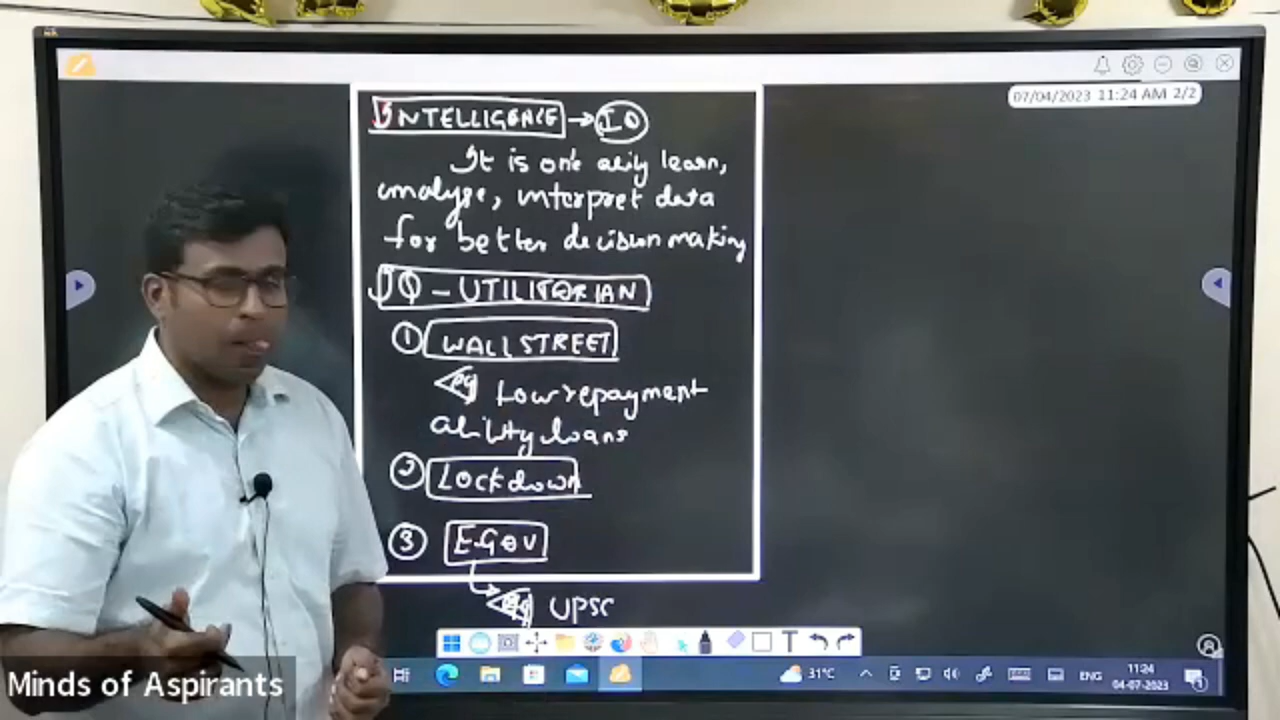 07/04/2023 11:24 AM 2/2
INTELLIGENCE → IQ
It is one ability learn,
analyse, interpret data
for better decision making
IQ - UTILITORIAN
① WALL STREET
eg Low repayment
ability loans
② Lockdown
③ E-GOV
eg UPSC
T
31°C
ENG
11:24
04-07-2023
1
Minds of Aspirants